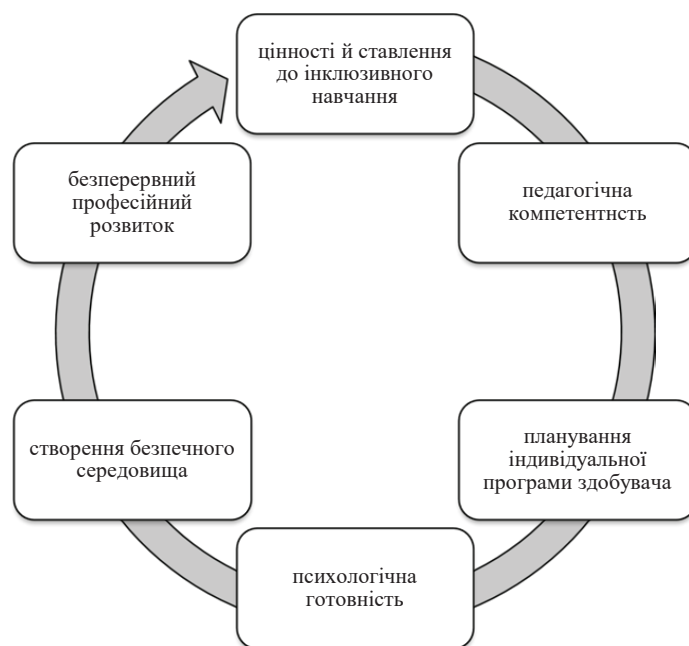 цінності й ставлення
до інклюзивного
навчання
педагогічна
компетентнсть
планування
індивідуальної
програми здобувача
психологічна
готовність
створення безпечного
середовища
безперервний
професійний
розвиток